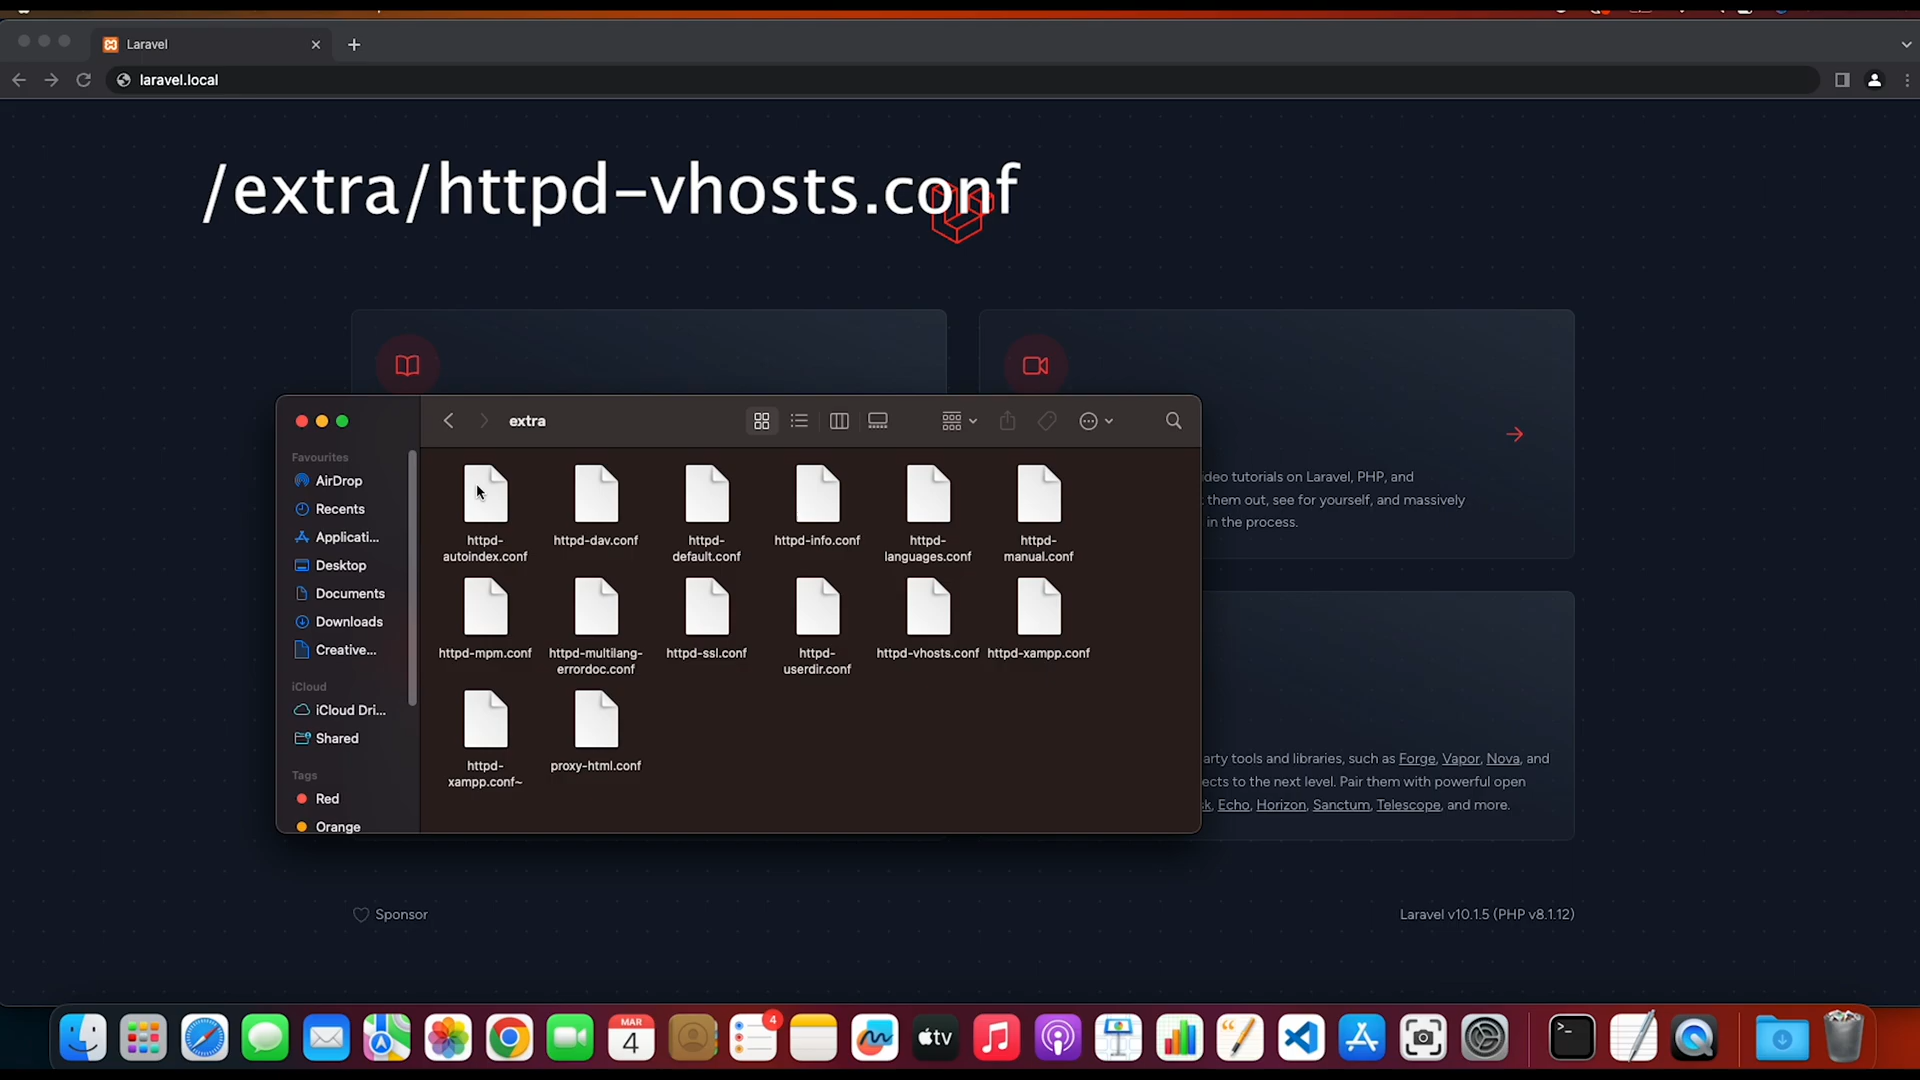 Laravel
laravel.local
/extra/httpd-vhosts.conf
extra
Favourites
AirDrop
Recents
Applicati...
Desktop
Documents
Downloads
Creative...
iCloud
iCloud Dri...
Shared
Tags
Red
Orange
httpd-
autoindex.conf
httpd-dav.conf
httpd-
default.conf
httpd-info.conf
httpd-
languages.conf
httpd-
manual.conf
httpd-mpm.conf
httpd-multilang-
errordoc.conf
httpd-ssl.conf
httpd-
userdir.conf
httpd-vhosts.conf
httpd-xampp.conf
httpd-
xampp.conf~
proxy-html.conf
tutorials on Laravel, PHP, and
them out, see for yourself, and massively
in the process.
tools and libraries, such as Forge, Vapor, Nova, and
to the next level. Pair them with powerful open
Echo, Horizon, Sanctum, Telescope, and more.
Sponsor
Laravel v10.1.5 (PHP v8.1.12)
MAR
4
4
tv